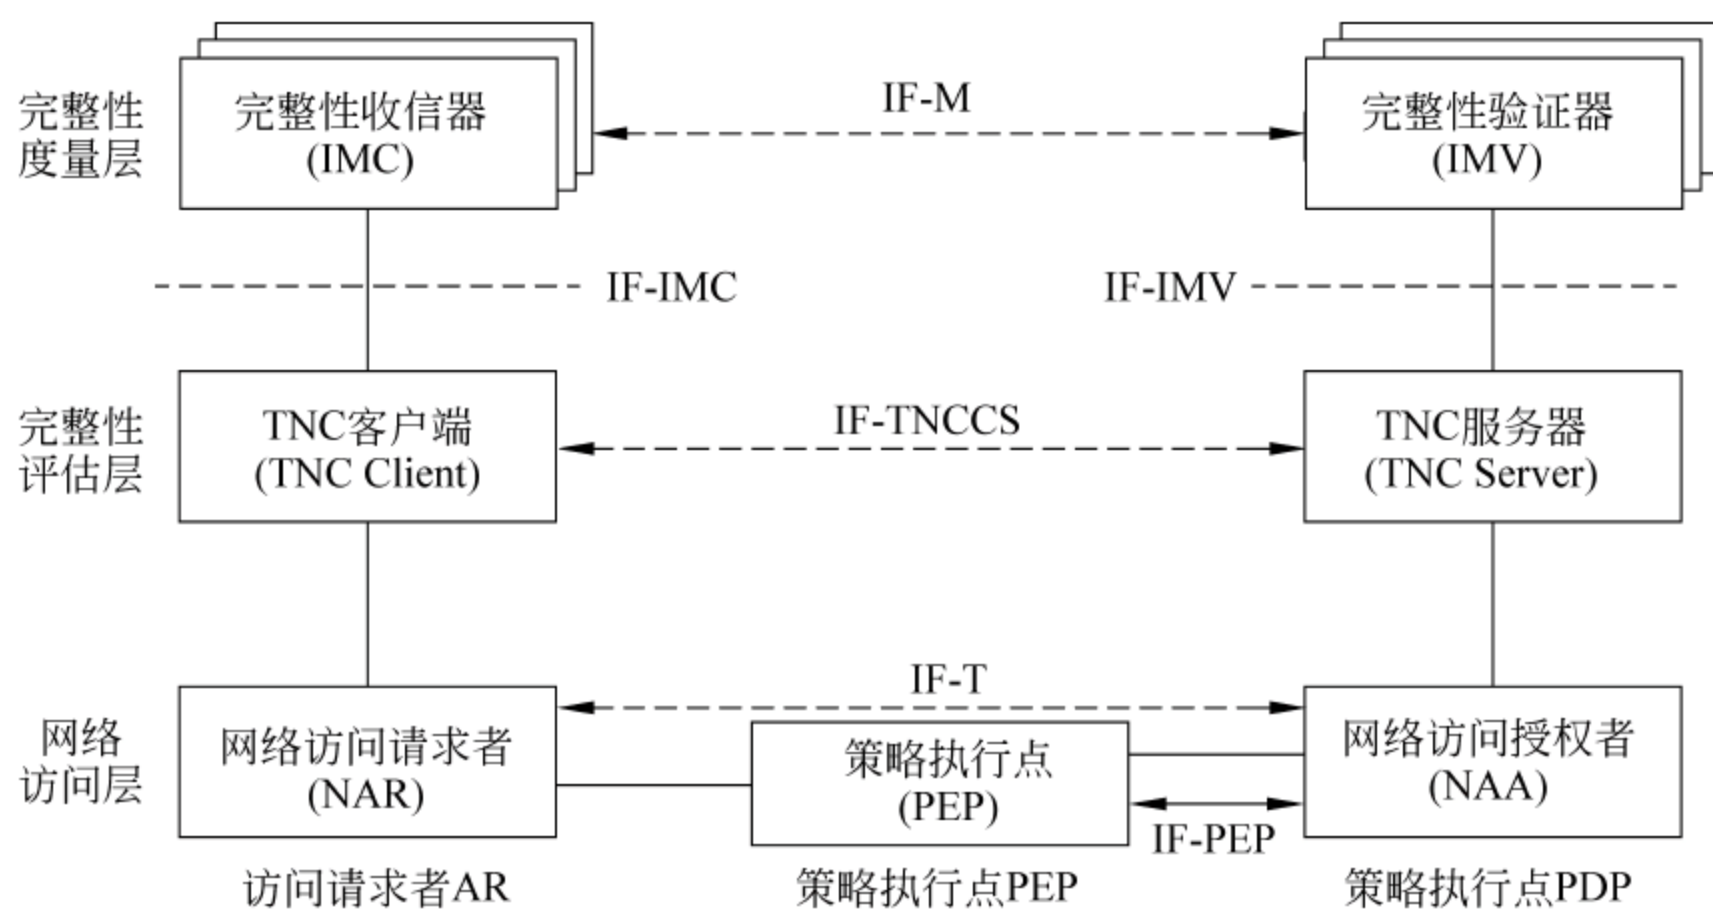 完整性
度量层
完整性收信器
(IMC)
IF-M
完整性验证器
(IMV)
IF-IMC
IF-IMV
完整性
评估层
TNC客户端
(TNC Client)
IF-TNCCS
TNC服务器
(TNC Server)
网络
访问层
网络访问请求者
(NAR)
IF-T
策略执行点
(PEP)
IF-PEP
网络访问授权者
(NAA)
访问请求者AR
策略执行点PEP
策略执行点PDP